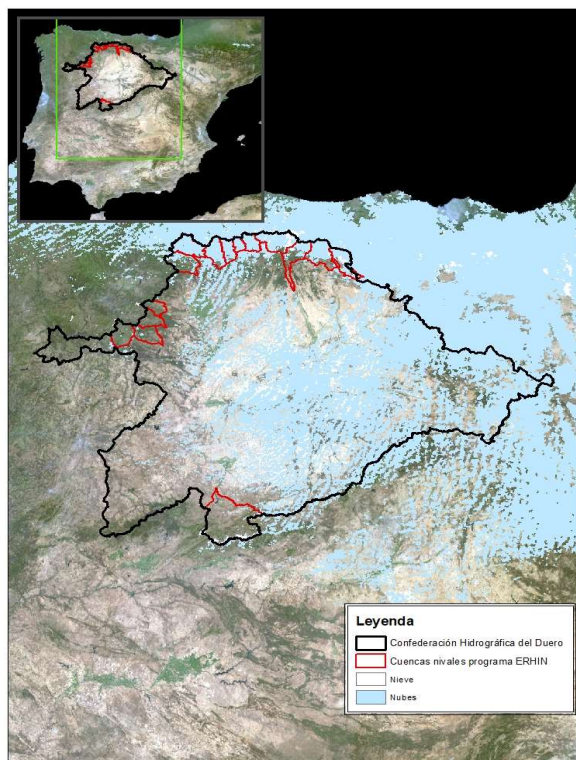 Leyenda
Confederación Hidrográfica del Duero
Cuencas nivales programa ERHIN
Nieve
Nubes